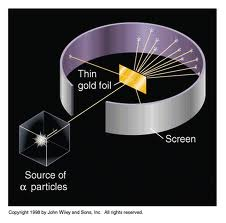 Thin
gold foil
Screen
Source of
α particles
Copyright 1998 by John Wiley and Sons, Inc. All rights reserved.